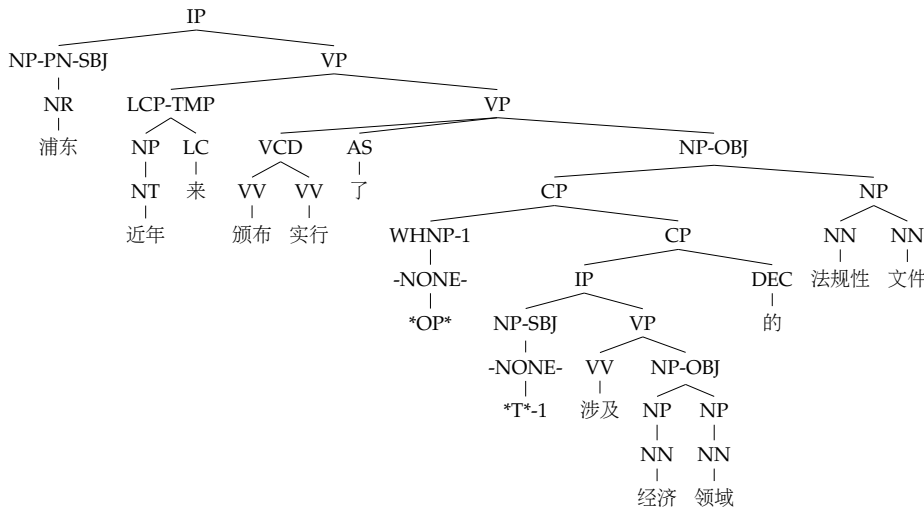 IP
NP-PN-SBJ VP
NR LCP-TMP VP
浦东 NP LC VCD AS NP-OBJ
NT 来 VV VV 了 CP NP
近年 颁布 实行 WHNP-1 CP NN NN
-NONE- IP DEC 法规性 文件
*OP* NP-SBJ VP 的
-NONE- VV NP-OBJ
*T*-1 涉及 NP NP
NN NN
经济 领域